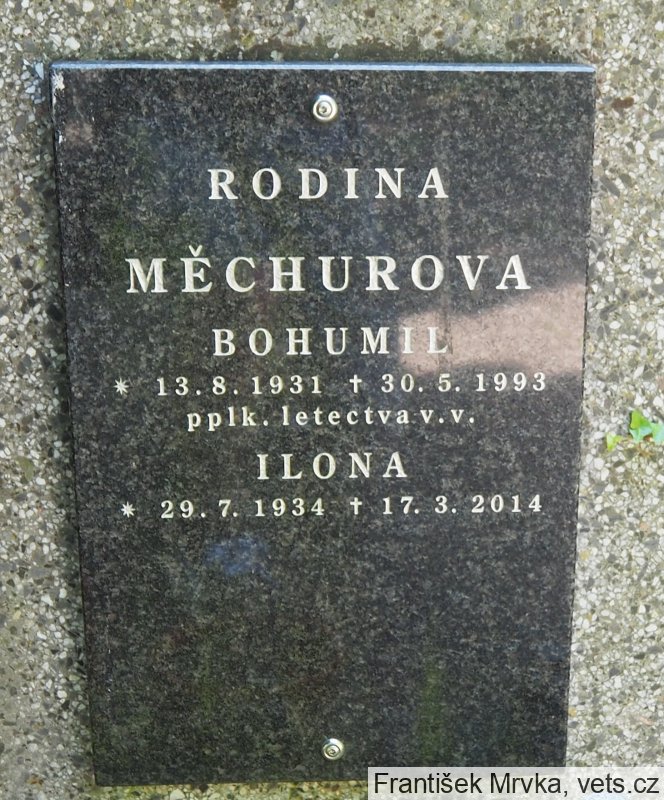 RODINA
MĚCHUROVA
BOHUMIL
* 13. 8. 1931 † 30. 5. 1993
pplk. letectva v. v.
ILONA
* 29. 7. 1934 † 17. 3. 2014
František Mrvka, vets.cz